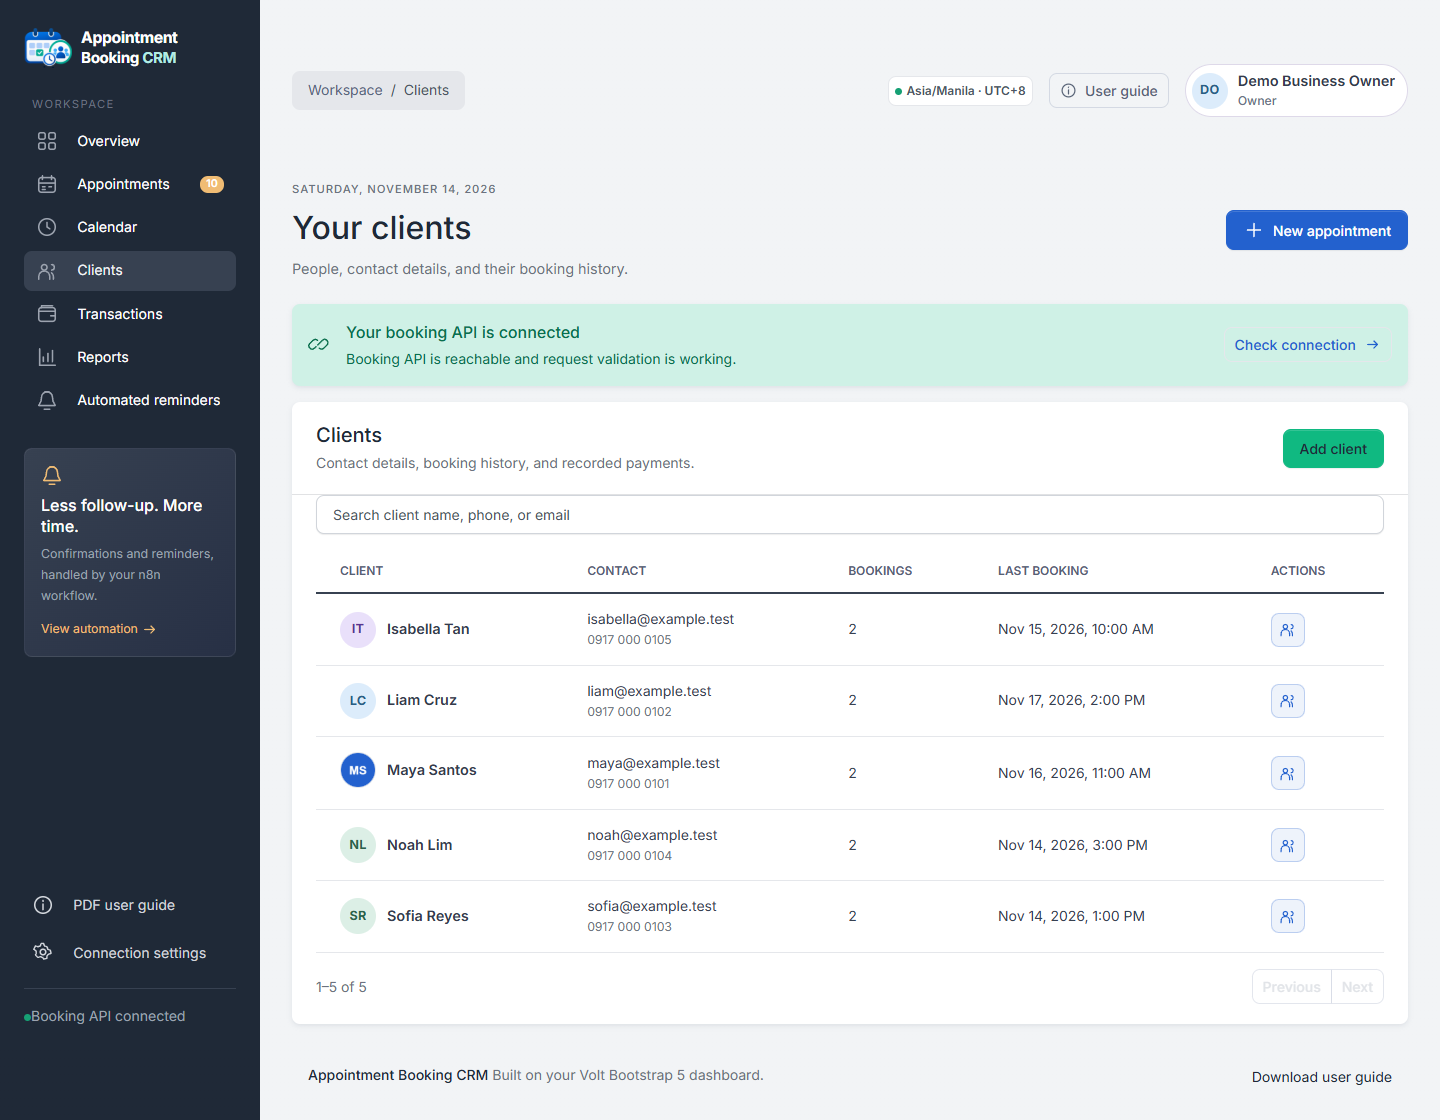 Appointment
Booking CRM
WORKSPACE
Overview
Appointments 10
Calendar
Clients
Transactions
Reports
Automated reminders
Less follow-up. More
time.
Confirmations and reminders,
handled by your n8n
workflow.
View automation →
PDF user guide
Connection settings
Booking API connected
Workspace / Clients
Asia/Manila · UTC+8
User guide
DO
Demo Business Owner
Owner
SATURDAY, NOVEMBER 14, 2026
Your clients
People, contact details, and their booking history.
+ New appointment
Your booking API is connected
Booking API is reachable and request validation is working.
Check connection →
Clients
Contact details, booking history, and recorded payments.
Add client
Search client name, phone, or email
CLIENT CONTACT BOOKINGS LAST BOOKING ACTIONS
IT Isabella Tan isabella@example.test 2 Nov 15, 2026, 10:00 AM
0917 000 0105
LC Liam Cruz liam@example.test 2 Nov 17, 2026, 2:00 PM
0917 000 0102
MS Maya Santos maya@example.test 2 Nov 16, 2026, 11:00 AM
0917 000 0101
NL Noah Lim noah@example.test 2 Nov 14, 2026, 3:00 PM
0917 000 0104
SR Sofia Reyes sofia@example.test 2 Nov 14, 2026, 1:00 PM
0917 000 0103
1–5 of 5
Previous Next
Appointment Booking CRM Built on your Volt Bootstrap 5 dashboard.
Download user guide